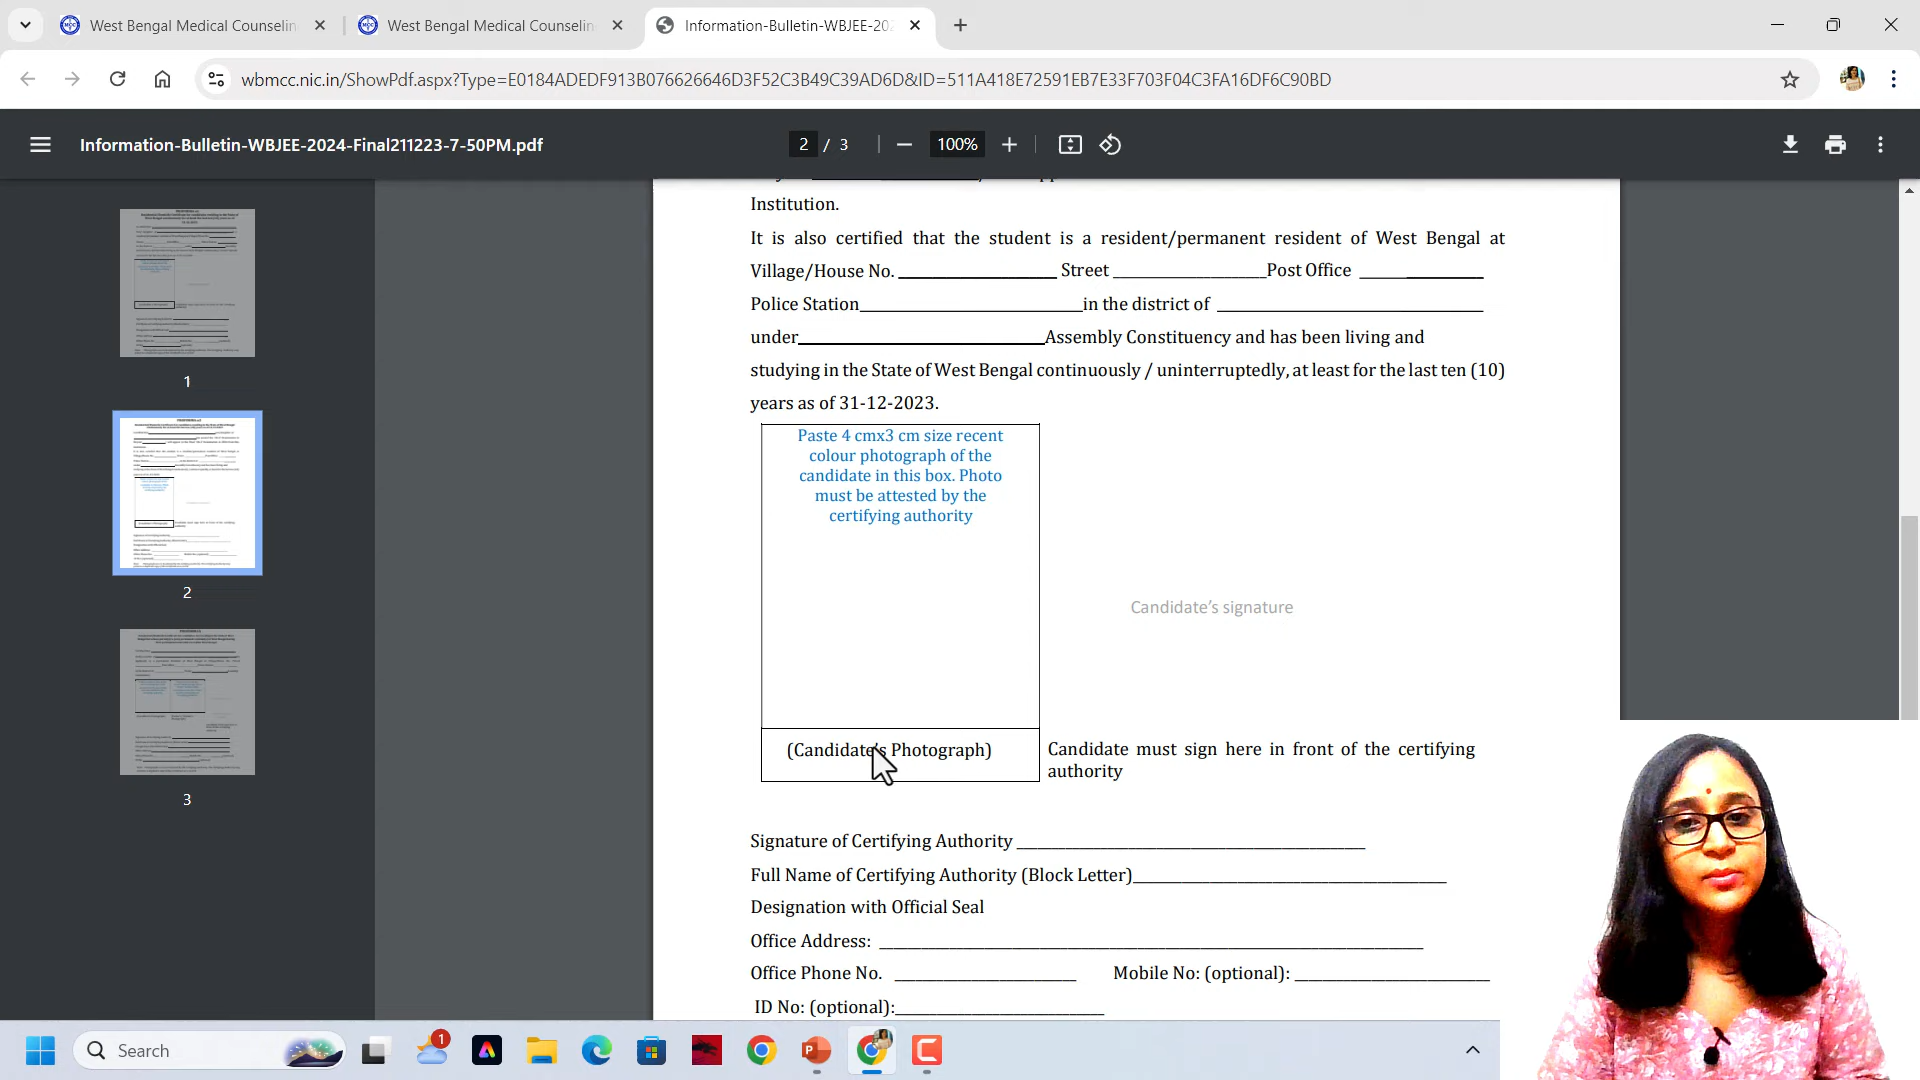 West Bengal Medical Counselin
West Bengal Medical Counselin
Information-Bulletin-WBJEE-202
wbmcc.nic.in/ShowPdf.aspx?Type=E0184ADEDF913B076626646D3F52C3B49C39AD6D&ID=511A418E72591EB7E33F703F04C3FA16DF6C90BD
Information-Bulletin-WBJEE-2024-Final211223-7-50PM.pdf
2 / 3
100%
1
2
3
Institution.
It is also certified that the student is a resident/permanent resident of West Bengal at
Village/House No. Street Post Office
Police Station in the district of
under Assembly Constituency and has been living and
studying in the State of West Bengal continuously / uninterruptedly, at least for the last ten (10)
years as of 31-12-2023.
Paste 4 cmx3 cm size recent
colour photograph of the
candidate in this box. Photo
must be attested by the
certifying authority
Candidate's signature
(Candidate's Photograph)
Candidate must sign here in front of the certifying
authority
Signature of Certifying Authority
Full Name of Certifying Authority (Block Letter)
Designation with Official Seal
Office Address:
Office Phone No. Mobile No: (optional):
ID No: (optional):
Search
1